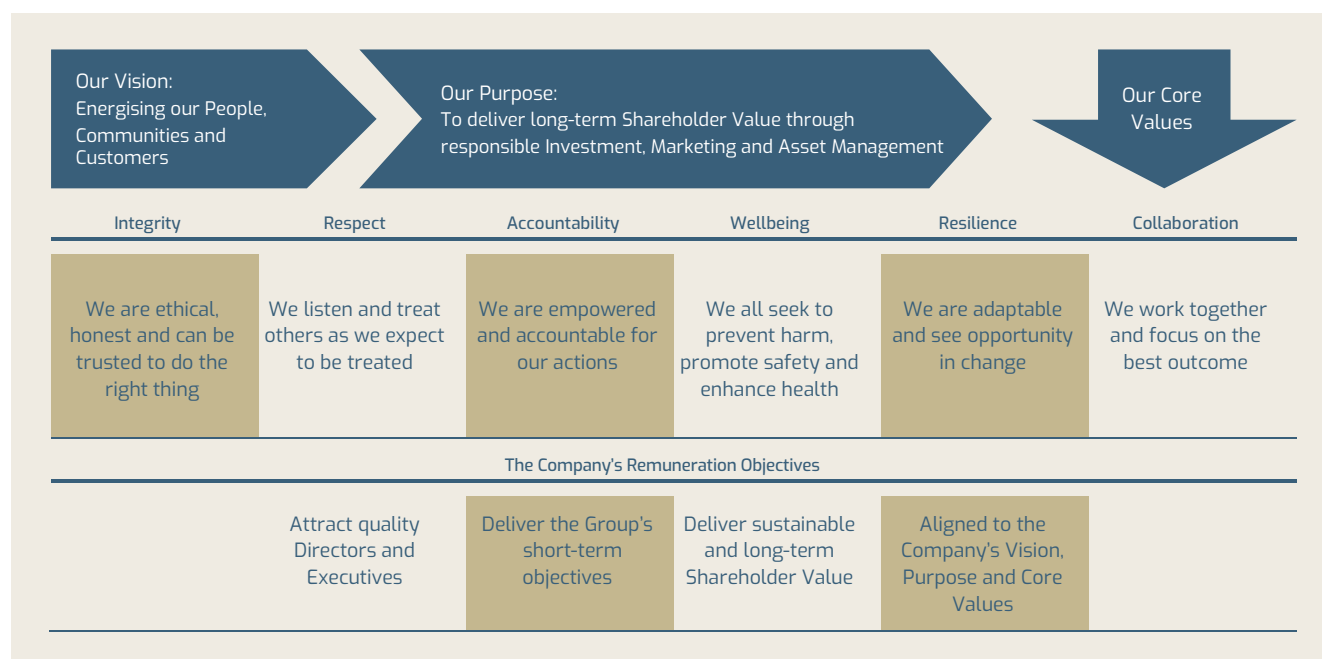 Our Vision:
Energising our People,
Communities and
Customers
Our Purpose:
To deliver long-term Shareholder Value through
responsible Investment, Marketing and Asset Management
Our Core
Values
Integrity
Respect
Accountability
Wellbeing
Resilience
Collaboration
We are ethical,
honest and can be
trusted to do the
right thing
We listen and treat
others as we expect
to be treated
We are empowered
and accountable for
our actions
We all seek to
prevent harm,
promote safety and
enhance health
We are adaptable
and see opportunity
in change
We work together
and focus on the
best outcome
The Company's Remuneration Objectives
Attract quality
Directors and
Executives
Deliver the Group's
short-term
objectives
Deliver sustainable
and long-term
Shareholder Value
Aligned to the
Company's Vision,
Purpose and Core
Values